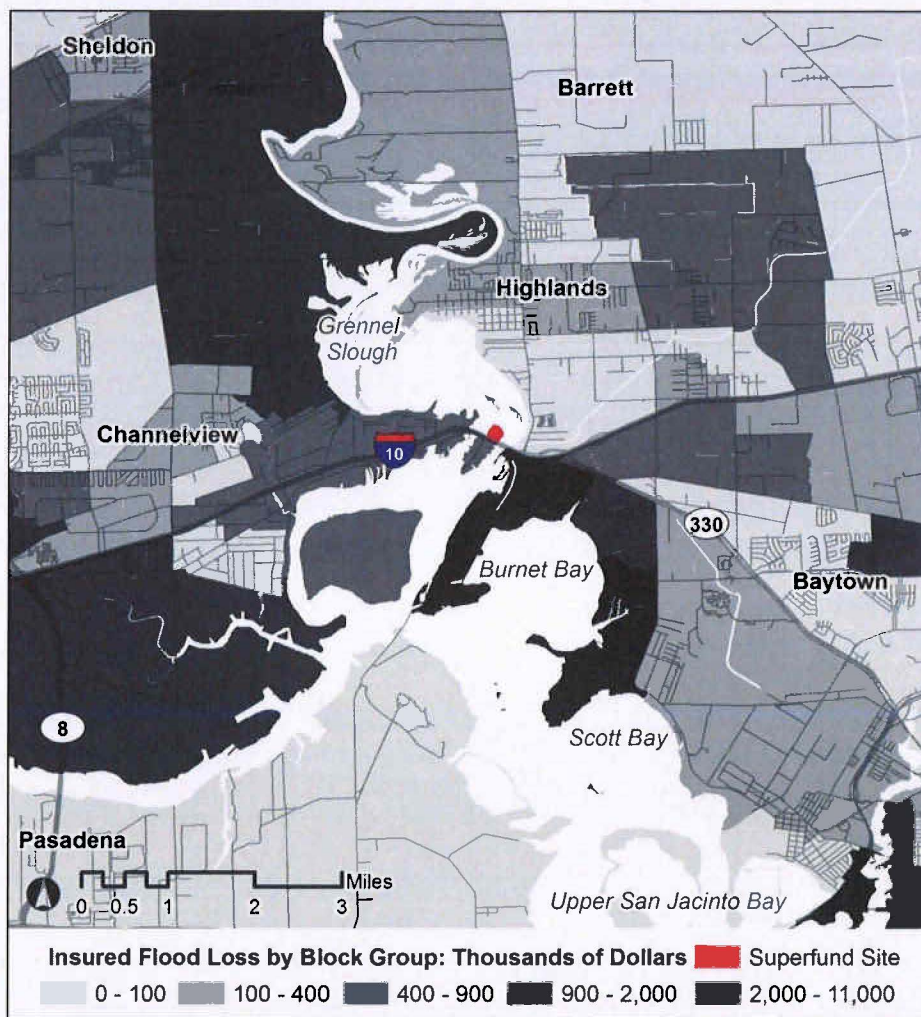 Sheldon
Barrett
Highlands
Grennel
Slough
Channelview
10
330
Burnet Bay
Baytown
8
Scott Bay
Pasadena
Miles
0 0.5 1 2 3
Upper San Jacinto Bay
Insured Flood Loss by Block Group: Thousands of Dollars Superfund Site
0 - 100 100 - 400 400 - 900 900 - 2,000 2,000 - 11,000